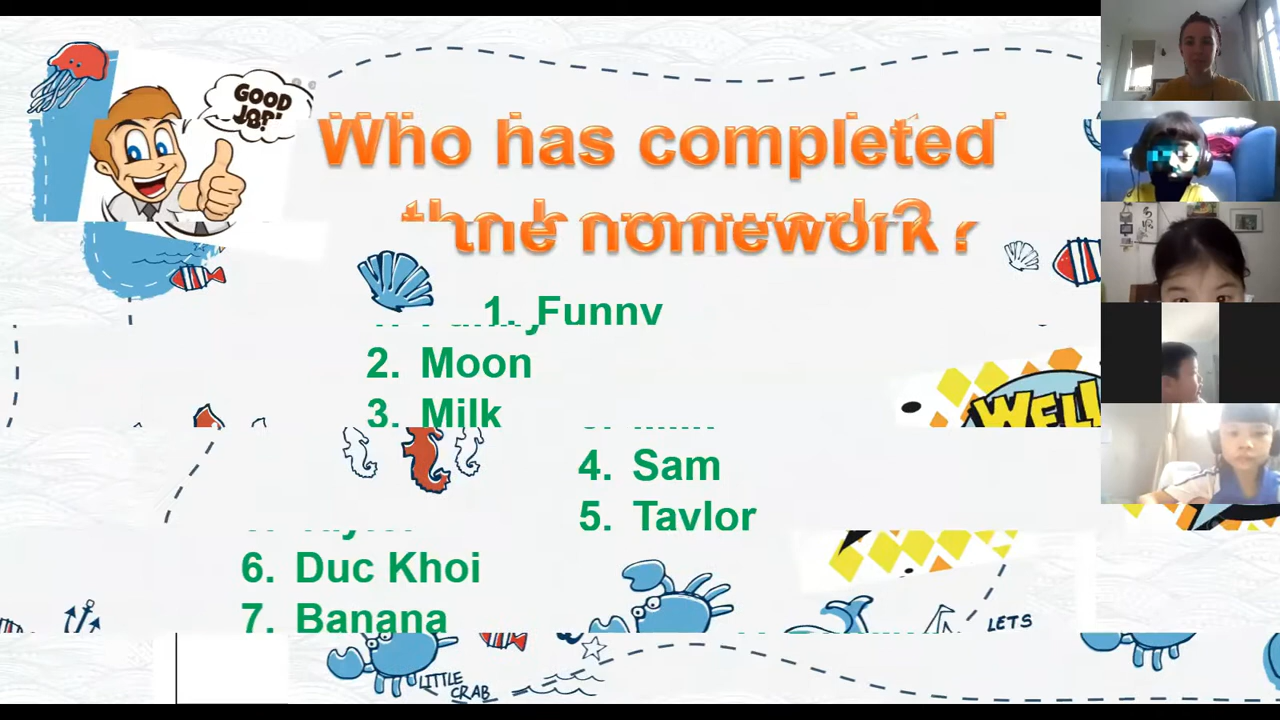 GOOD
JOB!
Who has completed
the homework?
1. Funny
2. Moon
3. Milk
4. Sam
5. Taylor
6. Duc Khoi
7. Banana
WELL
LETS
LITTLE
CRAB